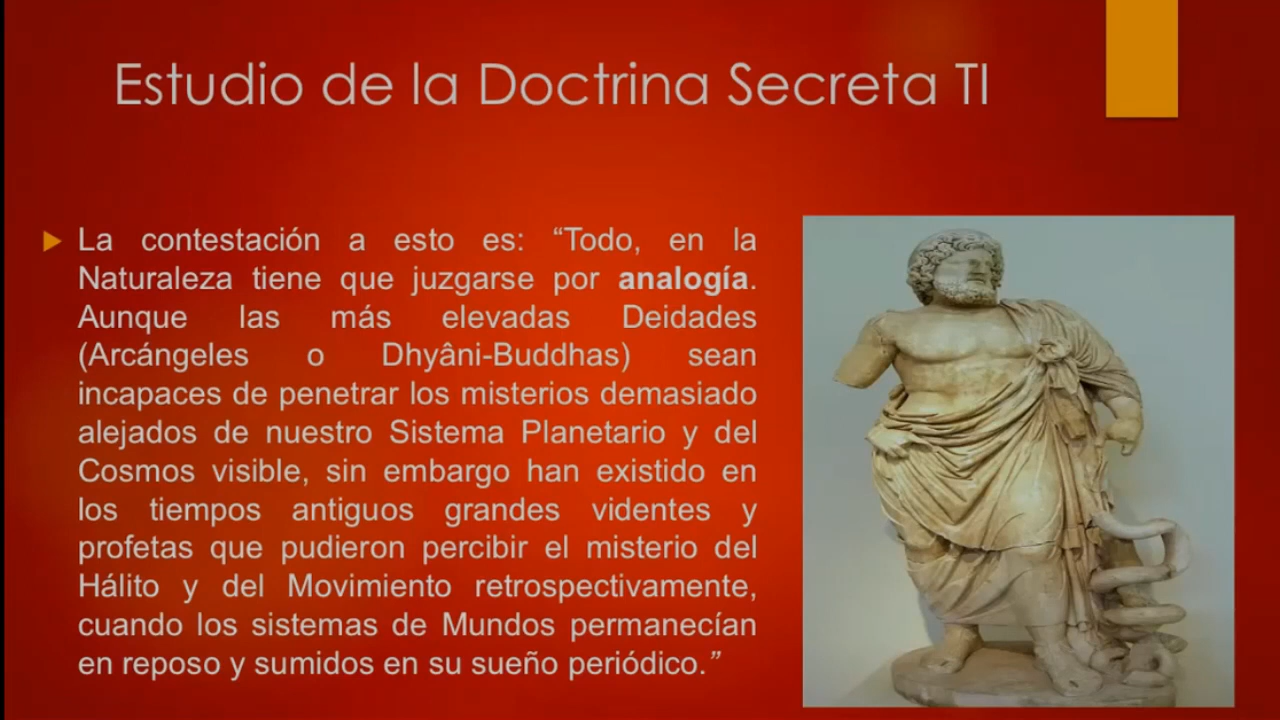 Estudio de la Doctrina Secreta TI
La contestación a esto es: “Todo, en la
Naturaleza tiene que juzgarse por analogía.
Aunque las más elevadas Deidades
(Arcángeles o Dhyâni-Buddhas) sean
incapaces de penetrar los misterios demasiado
alejados de nuestro Sistema Planetario y del
Cosmos visible, sin embargo han existido en
los tiempos antiguos grandes videntes y
profetas que pudieron percibir el misterio del
Hálito y del Movimiento retrospectivamente,
cuando los sistemas de Mundos permanecían
en reposo y sumidos en su sueño periódico.”